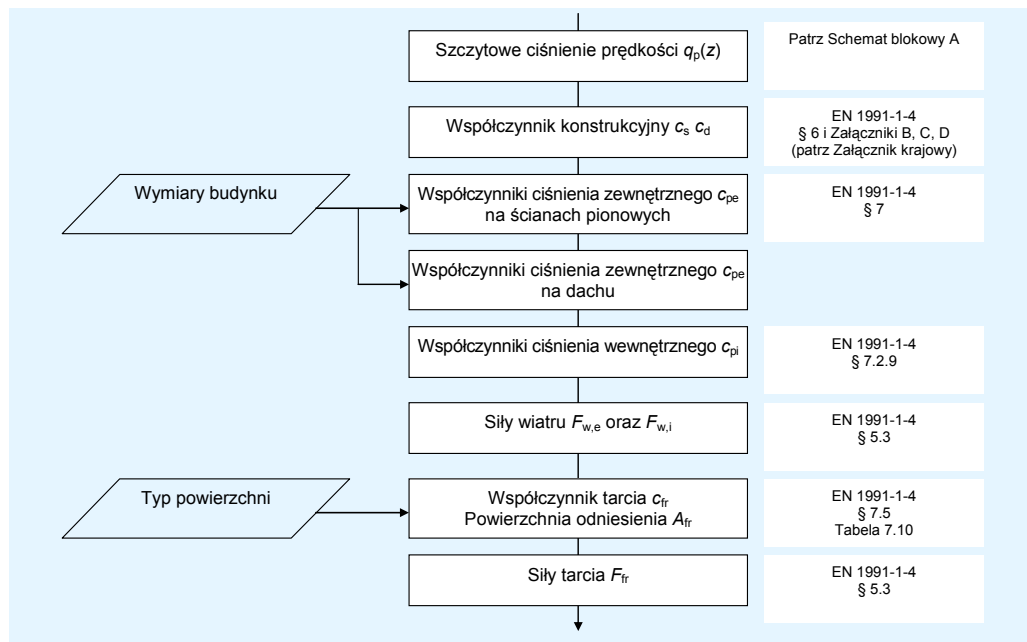 Szczytowe ciśnienie prędkości qp(z)
Patrz Schemat blokowy A
Współczynnik konstrukcyjny cs cd
EN 1991-1-4
§ 6 i Załączniki B, C, D
(patrz Załącznik krajowy)
Wymiary budynku
Współczynniki ciśnienia zewnętrznego cpe
na ścianach pionowych
EN 1991-1-4
§ 7
Współczynniki ciśnienia zewnętrznego cpe
na dachu
Współczynniki ciśnienia wewnętrznego cpi
EN 1991-1-4
§ 7.2.9
Siły wiatru Fw,e oraz Fw,i
EN 1991-1-4
§ 5.3
Typ powierzchni
Współczynnik tarcia cfr
Powierzchnia odniesienia Afr
EN 1991-1-4
§ 7.5
Tabela 7.10
Siły tarcia Ffr
EN 1991-1-4
§ 5.3